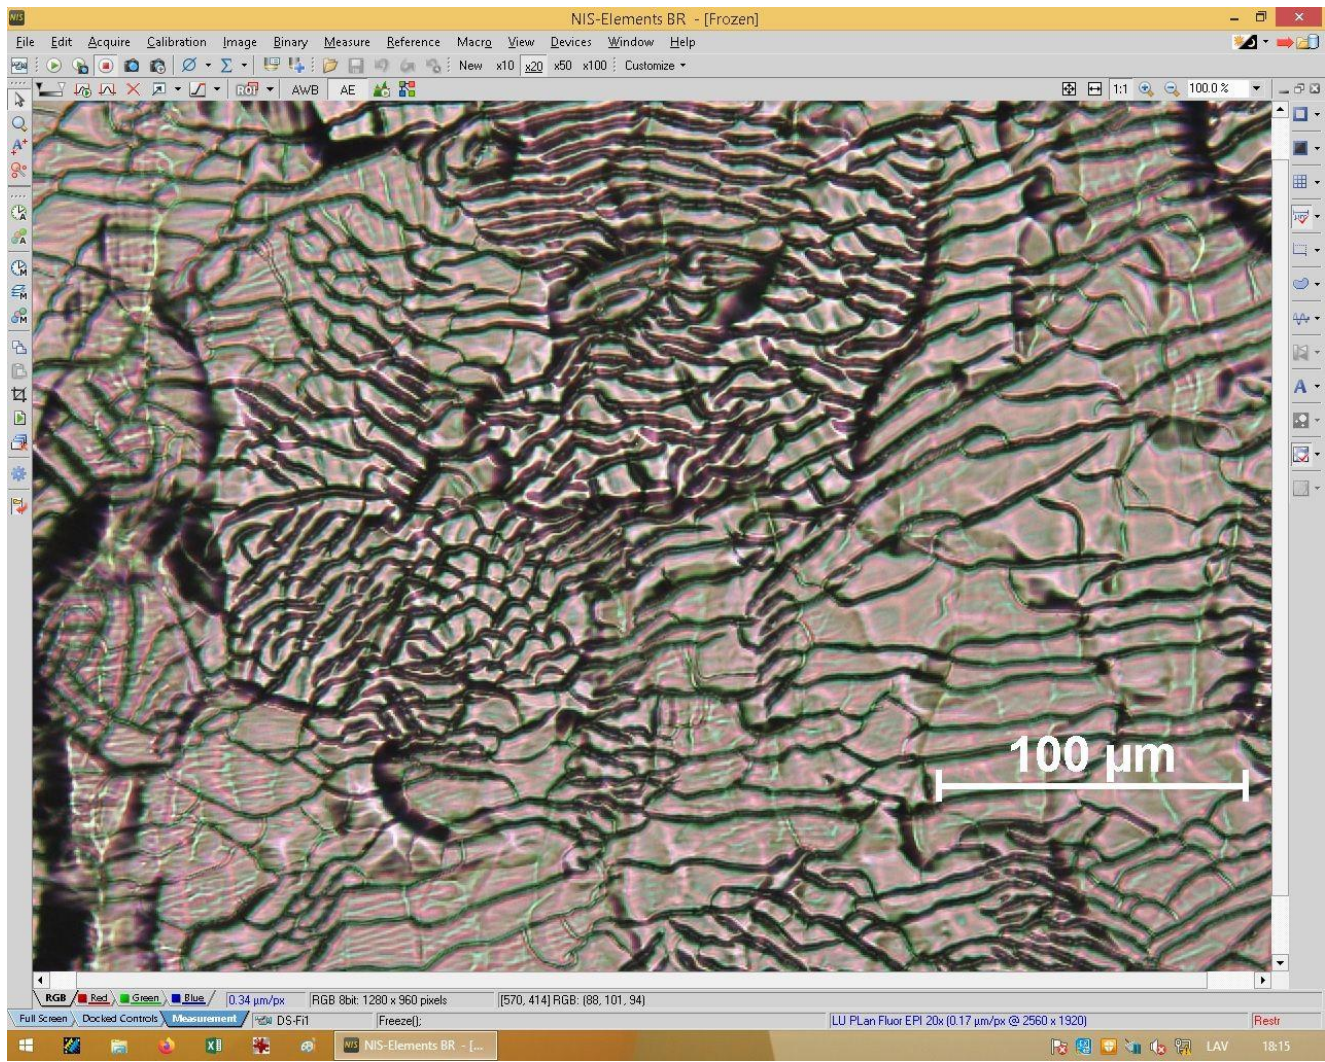 NIS
NIS-Elements BR - [Frozen]
File Edit Acquire Calibration Image Binary Measure Reference Macro View Devices Window Help
New x10 x20 x50 x100 Customize
ROI AWB AE 1:1 100.0 %
100 µm
RGB Red Green Blue 0.34 µm/px RGB 8bit: 1280 x 960 pixels [570, 414] RGB: (88, 101, 94)
Full Screen Docked Controls Measurement DS-Fi1 Freeze(); LU PLan Fluor EPI 20x (0.17 µm/px @ 2560 x 1920) Restr
NIS NIS-Elements BR - [... LAV 18:15